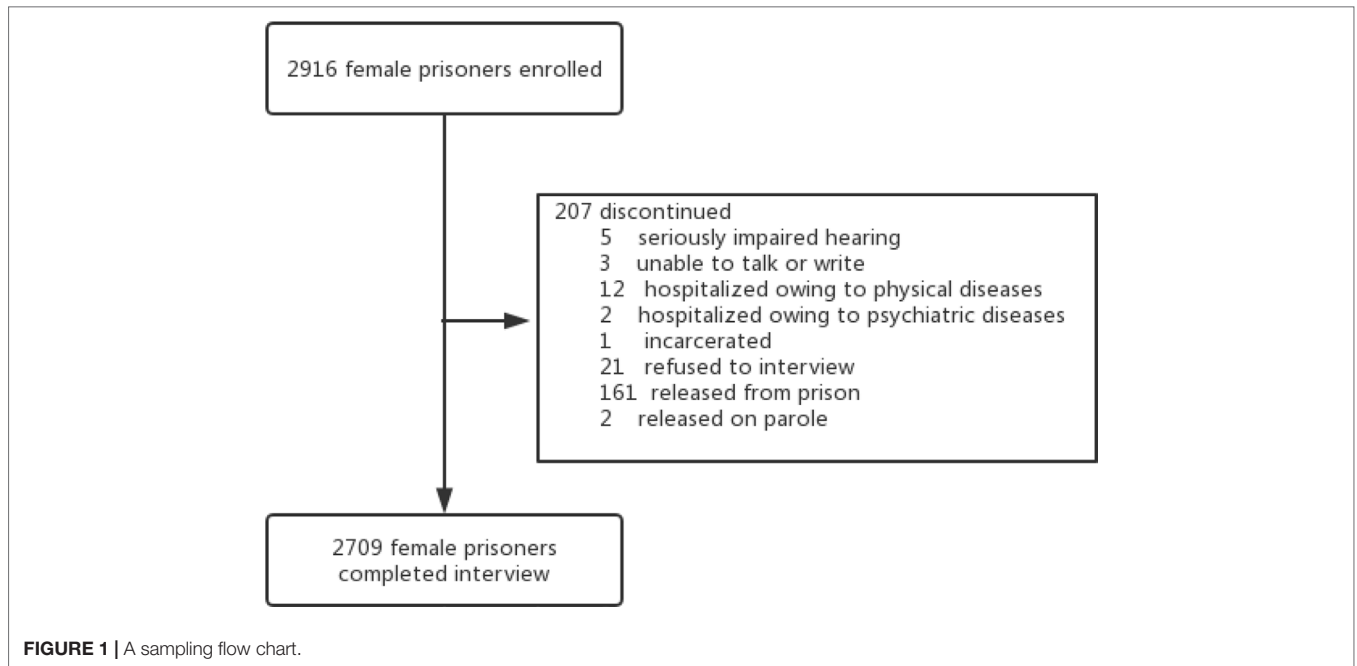 2916 female prisoners enrolled
207 discontinued
5 seriously impaired hearing
3 unable to talk or write
12 hospitalized owing to physical diseases
2 hospitalized owing to psychiatric diseases
1 incarcerated
21 refused to interview
161 released from prison
2 released on parole
2709 female prisoners
completed interview
FIGURE 1 | A sampling flow chart.